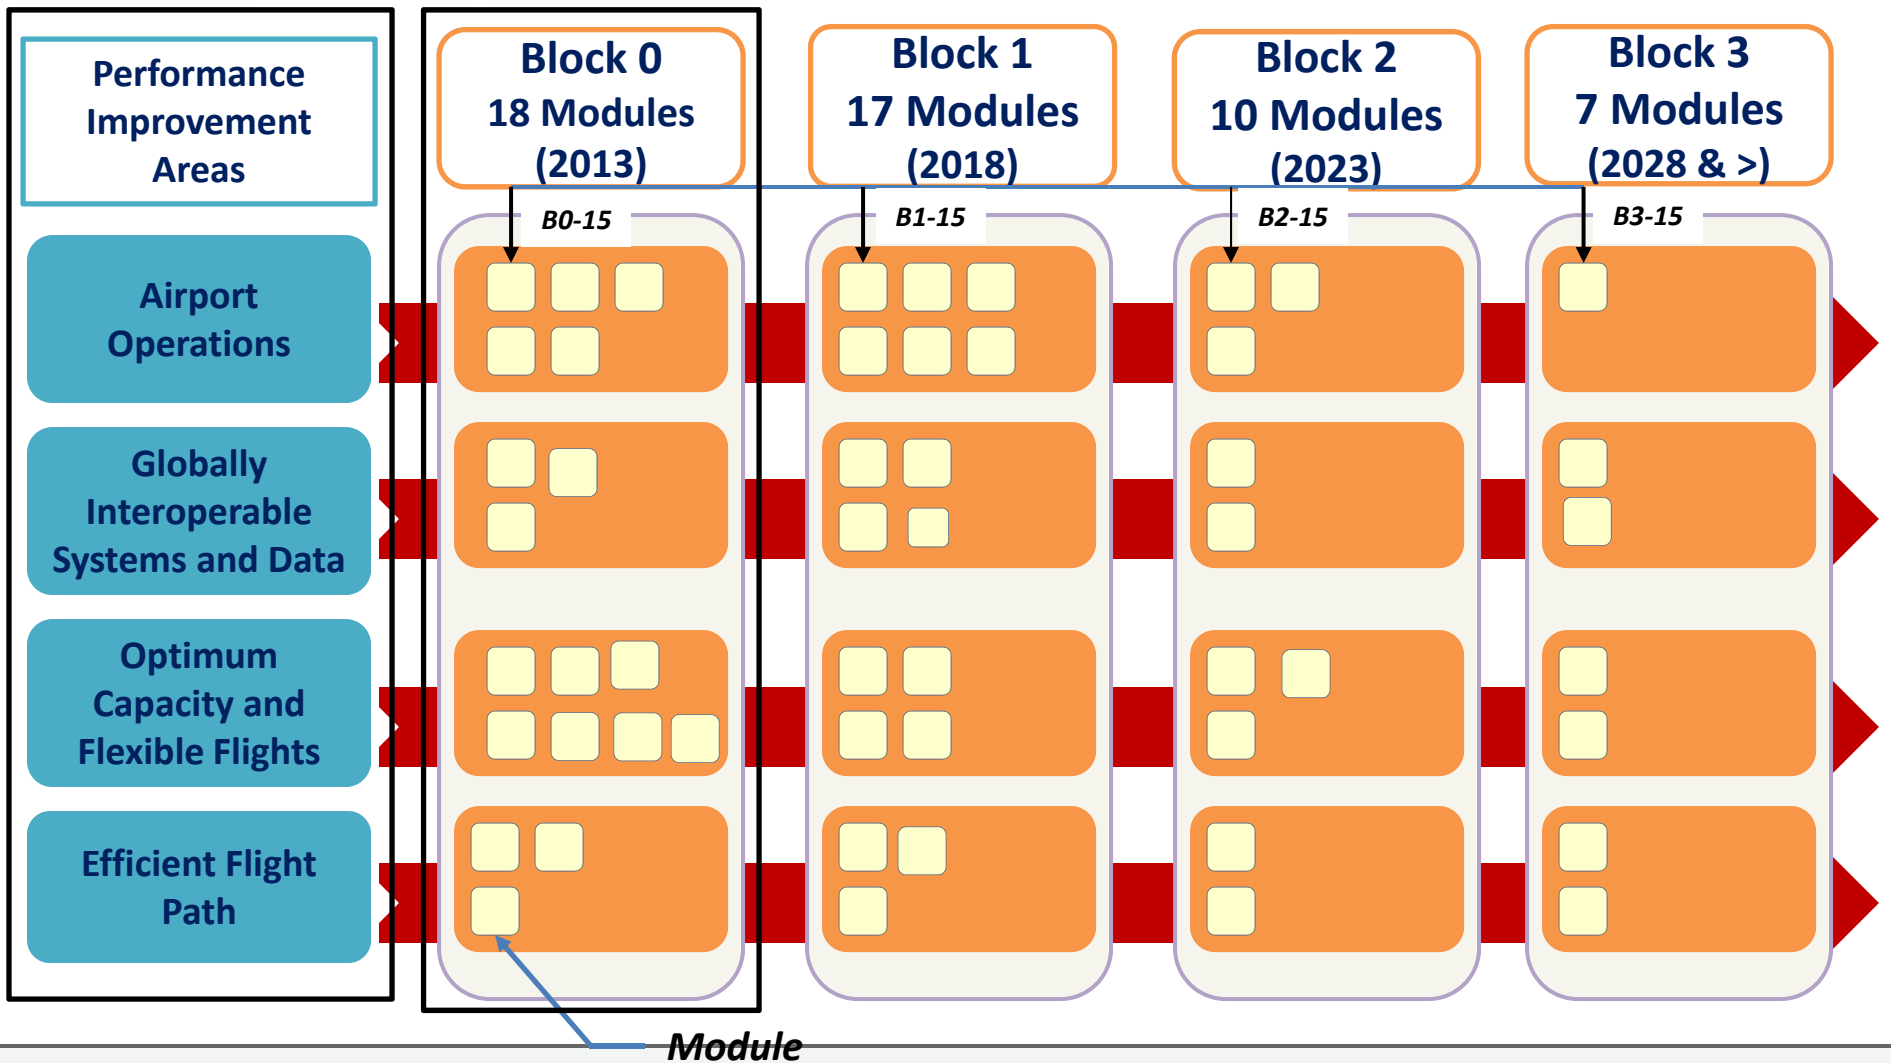 Performance
Improvement
Areas
Block 0
18 Modules
(2013)
Block 1
17 Modules
(2018)
Block 2
10 Modules
(2023)
Block 3
7 Modules
(2028 & >)
B0-15
B1-15
B2-15
B3-15
Airport
Operations
Globally
Interoperable
Systems and Data
Optimum
Capacity and
Flexible Flights
Efficient Flight
Path
Module